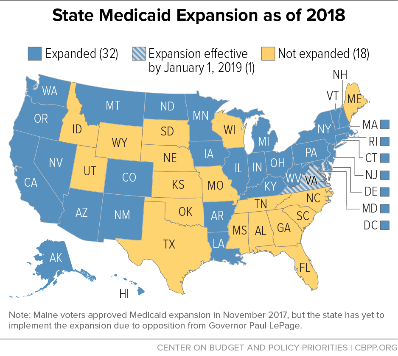 State Medicaid Expansion as of 2018
Expanded (32)
Expansion effective
by January 1, 2019 (1)
Not expanded (18)
NH
VT
ME
WA
MT
ND
MN
OR
ID
WY
SD
WI
MI
NY
MA
RI
CT
NJ
DE
MD
DC
NV
UT
CO
NE
IA
IL
IN
OH
PA
CA
KS
MO
KY
WV
VA
AZ
NM
OK
AR
TN
NC
SC
TX
LA
MS
AL
GA
FL
AK
HI
Note: Maine voters approved Medicaid expansion in November 2017, but the state has yet to
implement the expansion due to opposition from Governor Paul LePage.
CENTER ON BUDGET AND POLICY PRIORITIES | CBPP.ORG